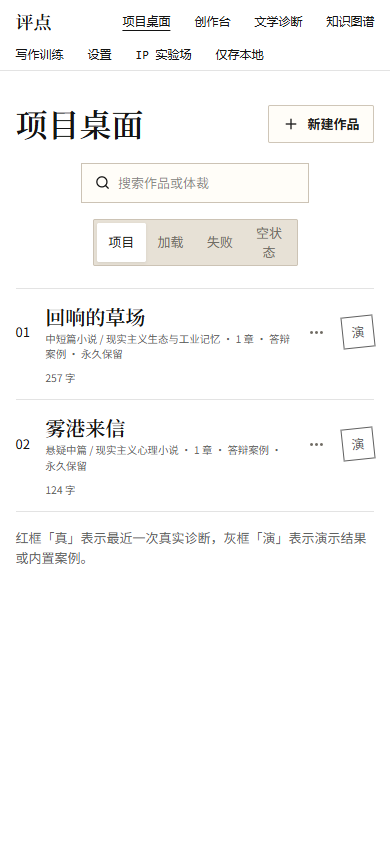 评点
项目桌面 创作台 文学诊断 知识图谱
写作训练 设置 IP 实验场 仅存本地
项目桌面
新建作品
搜索作品或体裁
项目 加载 失败 空状
态
01
回响的草场
中短篇小说 / 现实主义生态与工业记忆 · 1 章 · 答辩
案例 · 永久保留
257 字
演
02
雾港来信
悬疑中篇 / 现实主义心理小说 · 1 章 · 答辩案例 ·
永久保留
124 字
演
红框「真」表示最近一次真实诊断，灰框「演」表示演示结果
或内置案例。